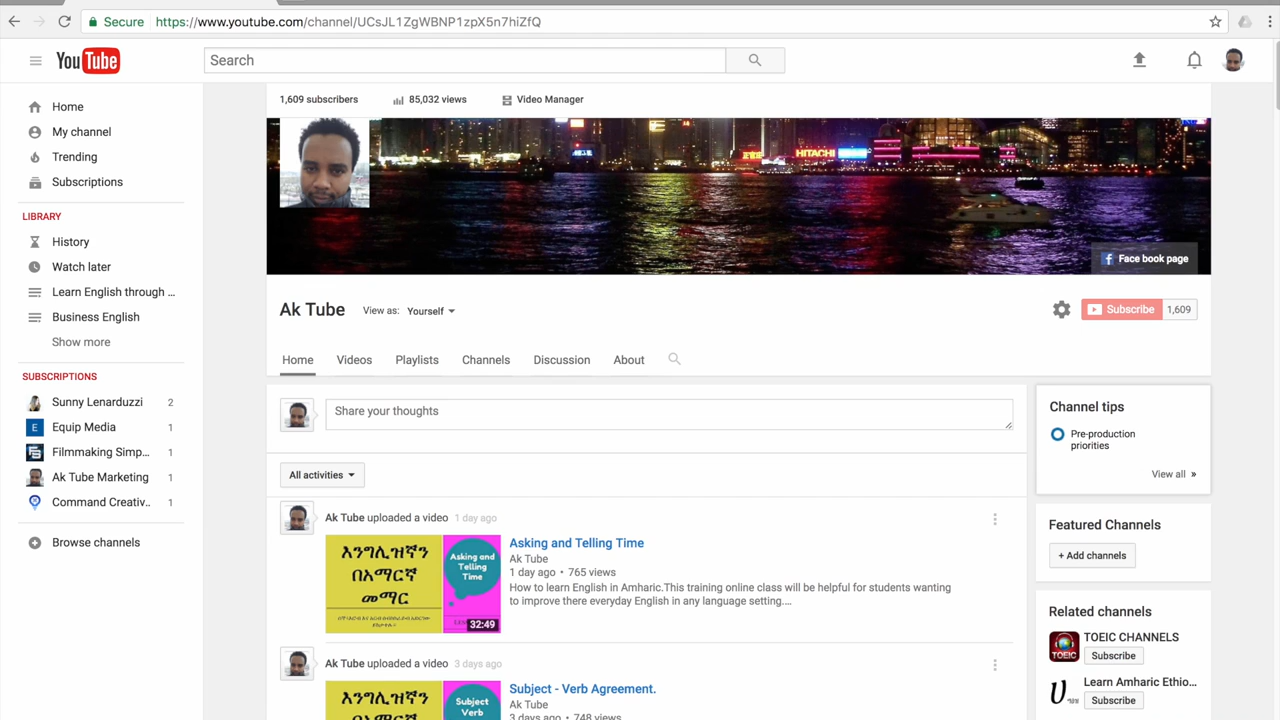 Secure
https://www.youtube.com/channel/UCsJL1ZgWBNP1zpX5n7hiZfQ
YouTube
Search
Home
My channel
Trending
Subscriptions
LIBRARY
History
Watch later
Learn English through ...
Business English
Show more
SUBSCRIPTIONS
Sunny Lenarduzzi 2
Equip Media 1
Filmmaking Simp... 1
Ak Tube Marketing 1
Command Creativ.. 1
Browse channels
1,609 subscribers 85,032 views Video Manager
HITACHI
Face book page
Ak Tube View as: Yourself
Subscribe 1,609
Home Videos Playlists Channels Discussion About
Share your thoughts
All activities
Ak Tube uploaded a video 1 day ago
እንግሊዝኛን
በአማርኛ
መማር
Asking and
Telling
Time
32:49
Asking and Telling Time
Ak Tube
1 day ago • 765 views
How to learn English in Amharic.This training online class will be helpful for students wanting
to improve there everyday English in any language setting....
Ak Tube uploaded a video 3 days ago
እንግሊዝኛን
Subject
Verb
Subject - Verb Agreement.
Ak Tube
3 days ago • 748 views
Channel tips
Pre-production
priorities
View all »
Featured Channels
+ Add channels
Related channels
TOEIC
TOEIC CHANNELS
Subscribe
Learn Amharic Ethio...
Subscribe